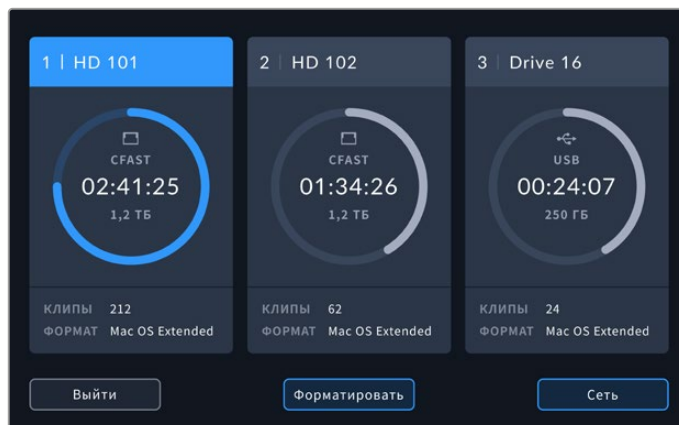 1 | HD 101
CFAST
02:41:25
1,2 ТБ
КЛИПЫ 212
ФОРМАТ Mac OS Extended
2 | HD 102
CFAST
01:34:26
1,2 ТБ
КЛИПЫ 62
ФОРМАТ Mac OS Extended
3 | Drive 16
USB
00:24:07
250 ГБ
КЛИПЫ 24
ФОРМАТ Mac OS Extended
Выйти
Форматировать
Сеть